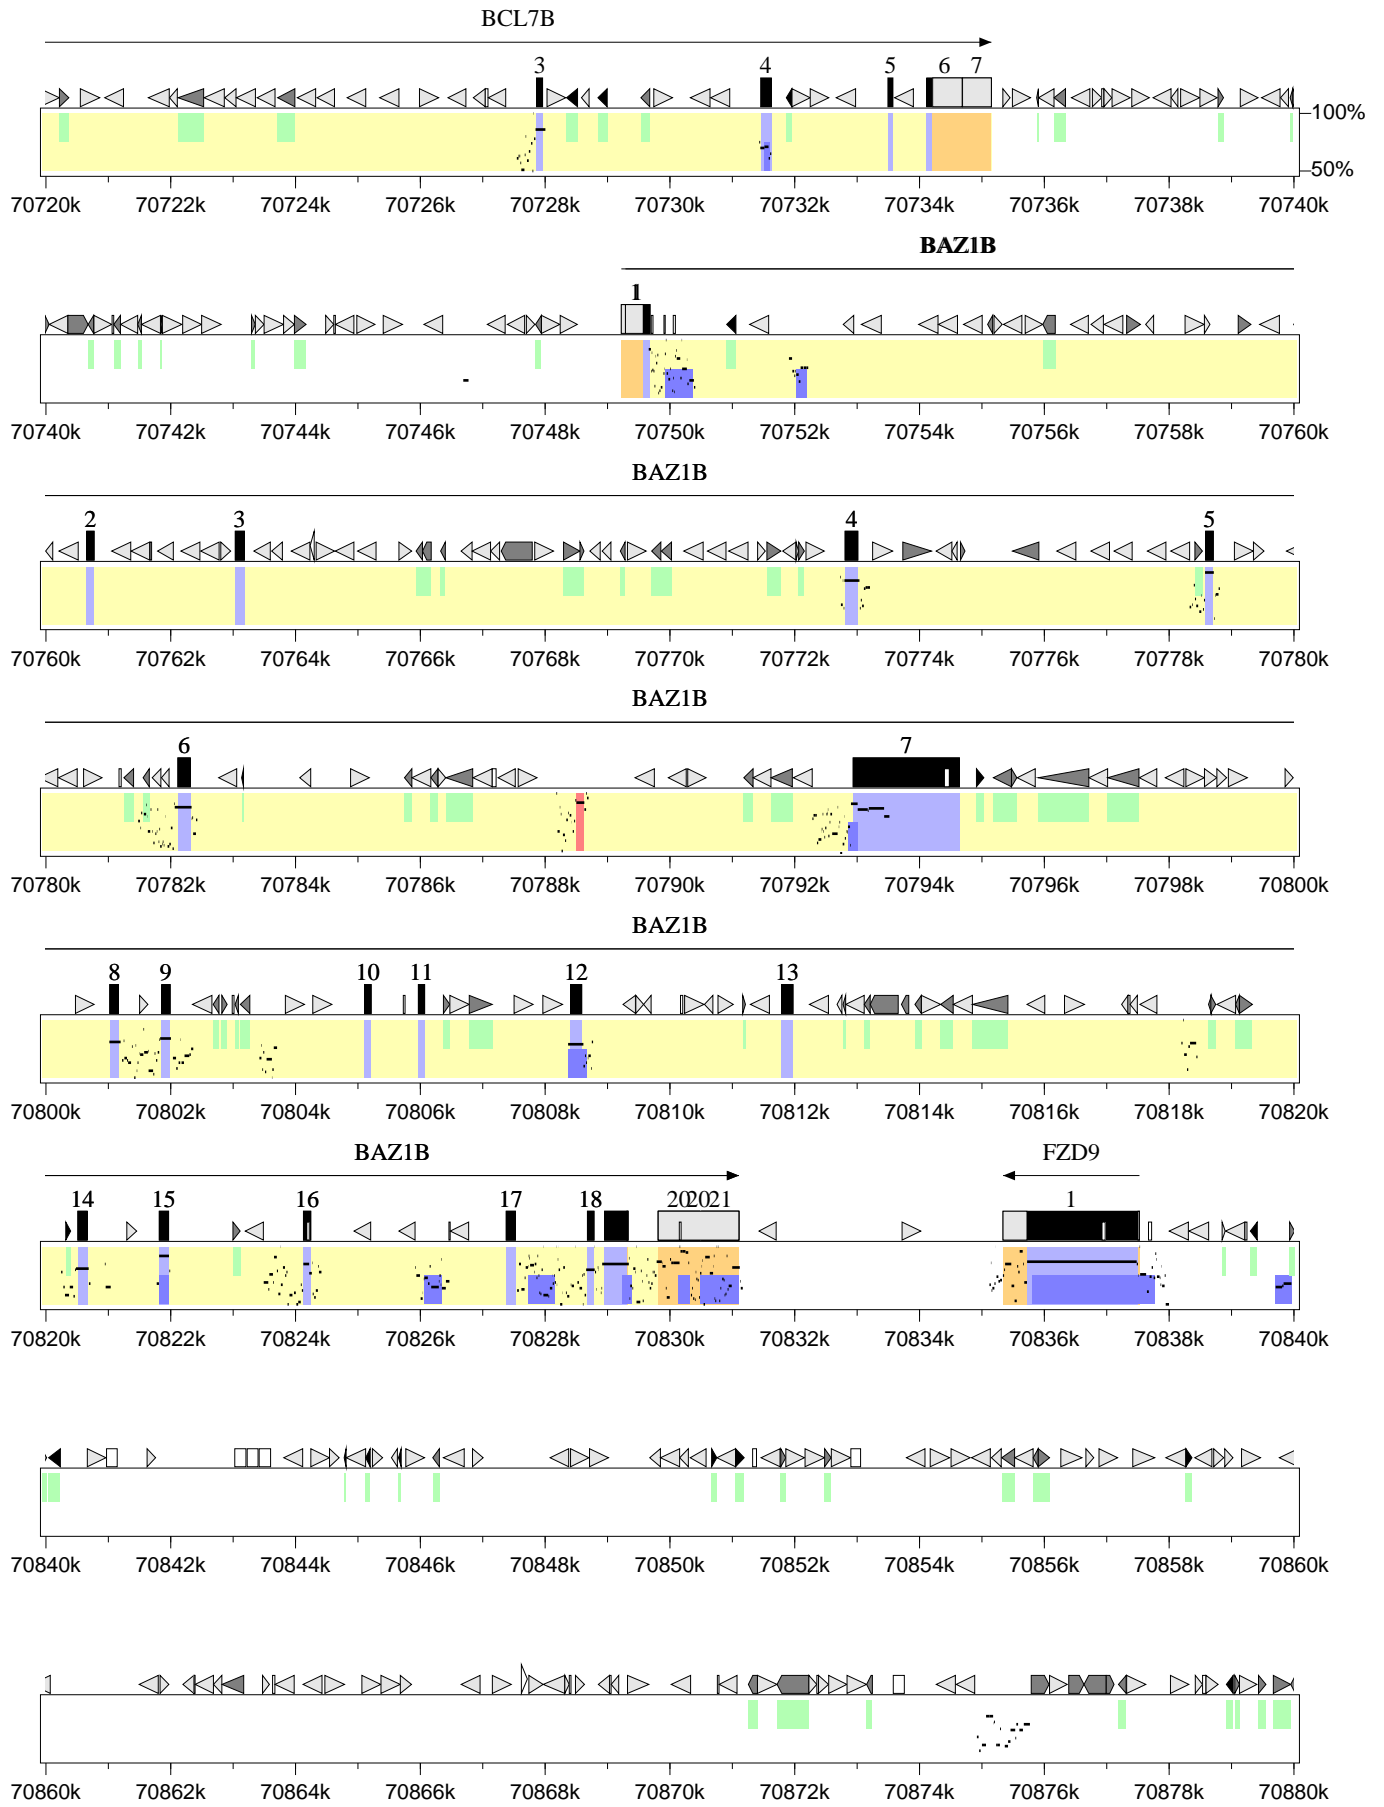 BCL7B
3 4 5 6 7
100%
50%
70720k 70722k 70724k 70726k 70728k 70730k 70732k 70734k 70736k 70738k 70740k
BAZ1B
1
70740k 70742k 70744k 70746k 70748k 70750k 70752k 70754k 70756k 70758k 70760k
BAZ1B
2 3 4 5
70760k 70762k 70764k 70766k 70768k 70770k 70772k 70774k 70776k 70778k 70780k
BAZ1B
6 7
70780k 70782k 70784k 70786k 70788k 70790k 70792k 70794k 70796k 70798k 70800k
BAZ1B
8 9 10 11 12 13
70800k 70802k 70804k 70806k 70808k 70810k 70812k 70814k 70816k 70818k 70820k
BAZ1B FZD9
14 15 16 17 18 20 20 21 1
70820k 70822k 70824k 70826k 70828k 70830k 70832k 70834k 70836k 70838k 70840k
70840k 70842k 70844k 70846k 70848k 70850k 70852k 70854k 70856k 70858k 70860k
70860k 70862k 70864k 70866k 70868k 70870k 70872k 70874k 70876k 70878k 70880k